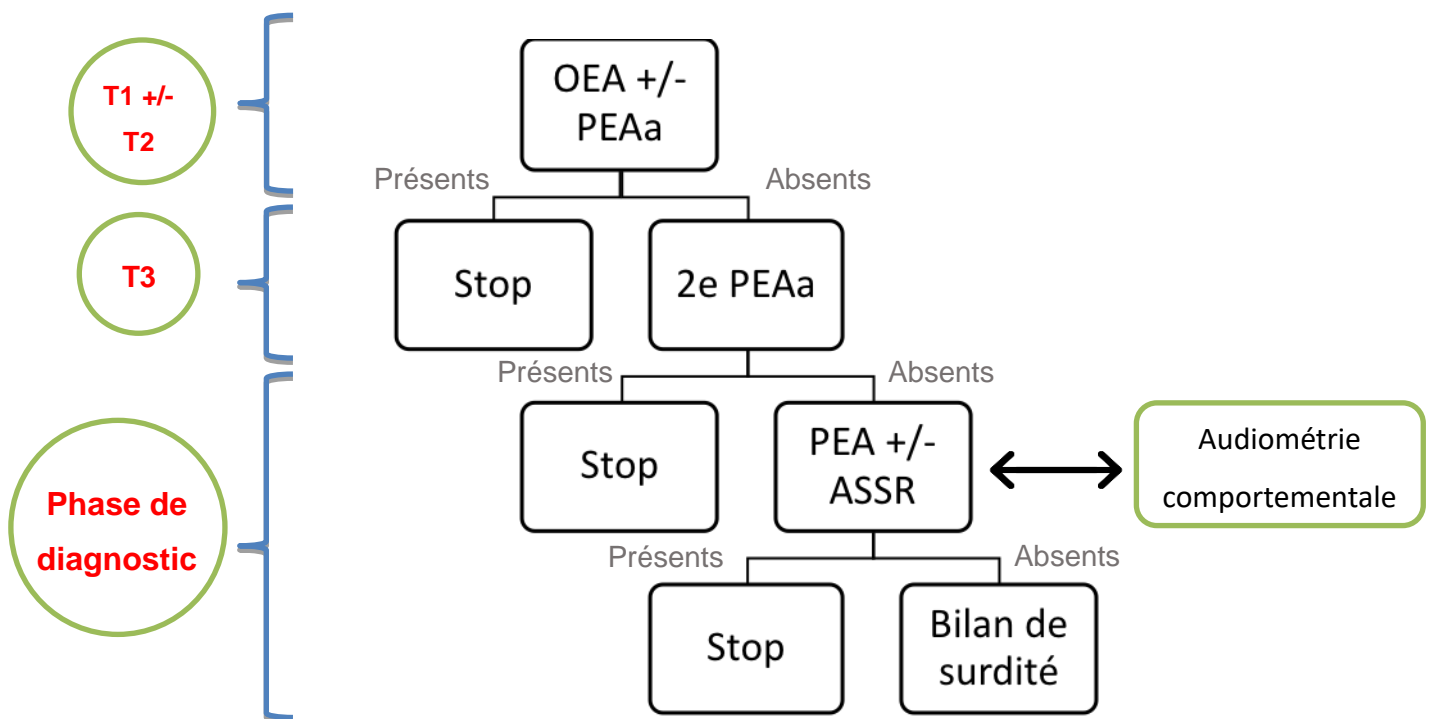 T1 +/-
T2
OEA +/-
PEAa
Présents
Absents
T3
Stop
2e PEAa
Présents
Absents
Phase de
diagnostic
Stop
PEA +/-
ASSR
Audiométrie
comportementale
Présents
Absents
Stop
Bilan de
surdité